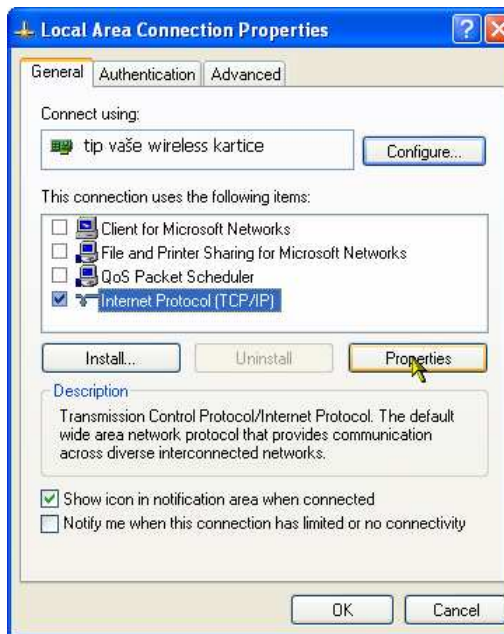 Local Area Connection Properties
General Authentication Advanced
Connect using:
tip vaše wireless kartice
Configure...
This connection uses the following items:
Client for Microsoft Networks
File and Printer Sharing for Microsoft Networks
QoS Packet Scheduler
Internet Protocol (TCP/IP)
Install... Uninstall Properties
Description
Transmission Control Protocol/Internet Protocol. The default
wide area network protocol that provides communication
across diverse interconnected networks.
Show icon in notification area when connected
Notify me when this connection has limited or no connectivity
OK Cancel